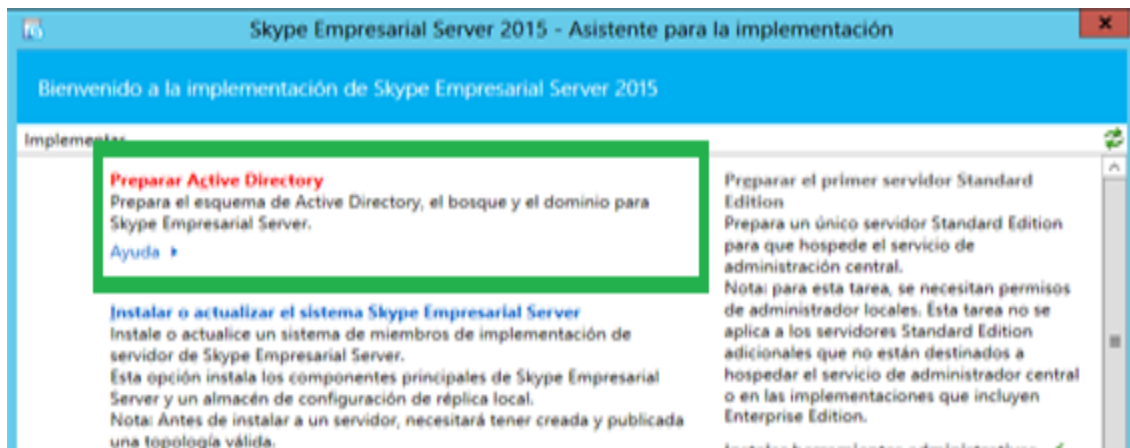 Skype Empresarial Server 2015 - Asistente para la implementación
Bienvenido a la implementación de Skype Empresarial Server 2015
Preparar Active Directory
Prepara el esquema de Active Directory, el bosque y el dominio para
Skype Empresarial Server.
Ayuda
Instalar o actualizar el sistema Skype Empresarial Server
Instale o actualice un sistema de miembros de implementación de
servidor de Skype Empresarial Server.
Esta opción instala los componentes principales de Skype Empresarial
Server y un almacén de configuración de réplica local.
Nota: Antes de instalar a un servidor, necesitará tener creada y publicada
una topología válida.
Preparar el primer servidor Standard
Edition
Prepara un único servidor Standard Edition
para que hospede el servicio de
administración central.
Nota: para esta tarea, se necesitan permisos
de administrador locales. Esta tarea no se
aplica a los servidores Standard Edition
adicionales que no están destinados a
hospedar el servicio de administrador central
o en las implementaciones que incluyen
Enterprise Edition.